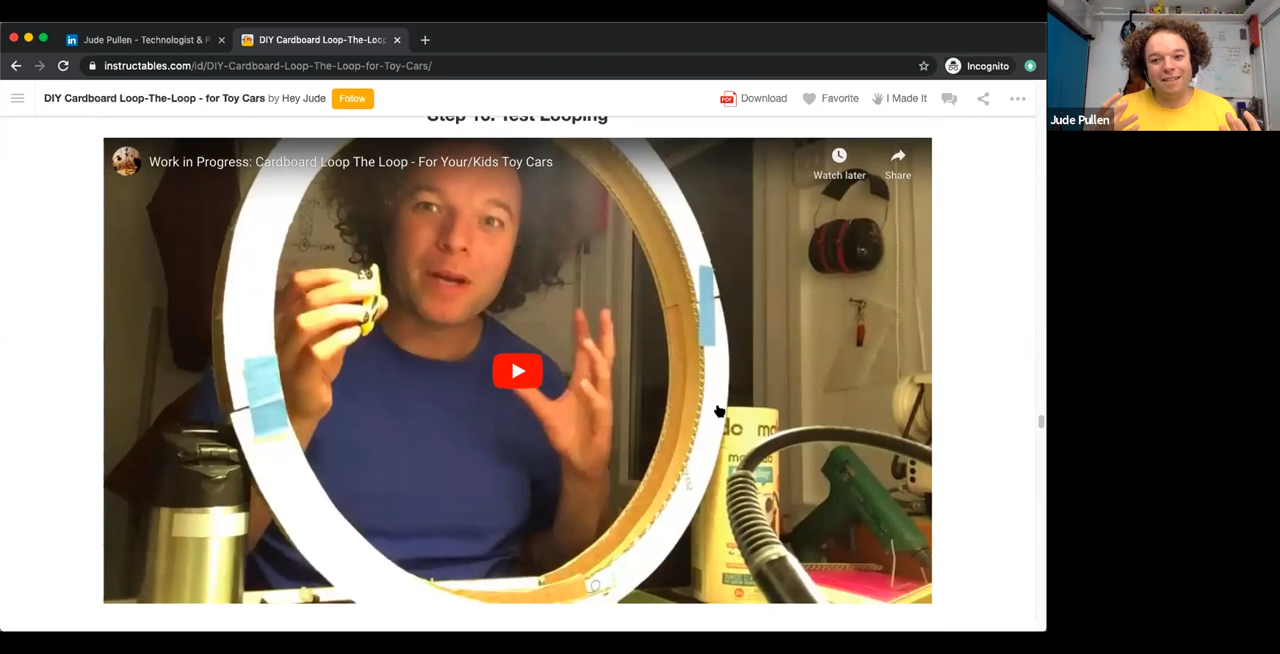 Jude Pullen - Technologist & P
DIY Cardboard Loop-The-Loop
instructables.com/id/DIY-Cardboard-Loop-The-Loop-for-Toy-Cars/
Incognito
DIY Cardboard Loop-The-Loop - for Toy Cars by Hey Jude
Follow
PDF
Download
Favorite
I Made It
Step 10: Test Looping
Work in Progress: Cardboard Loop The Loop - For Your/Kids Toy Cars
Watch later
Share
Jude Pullen